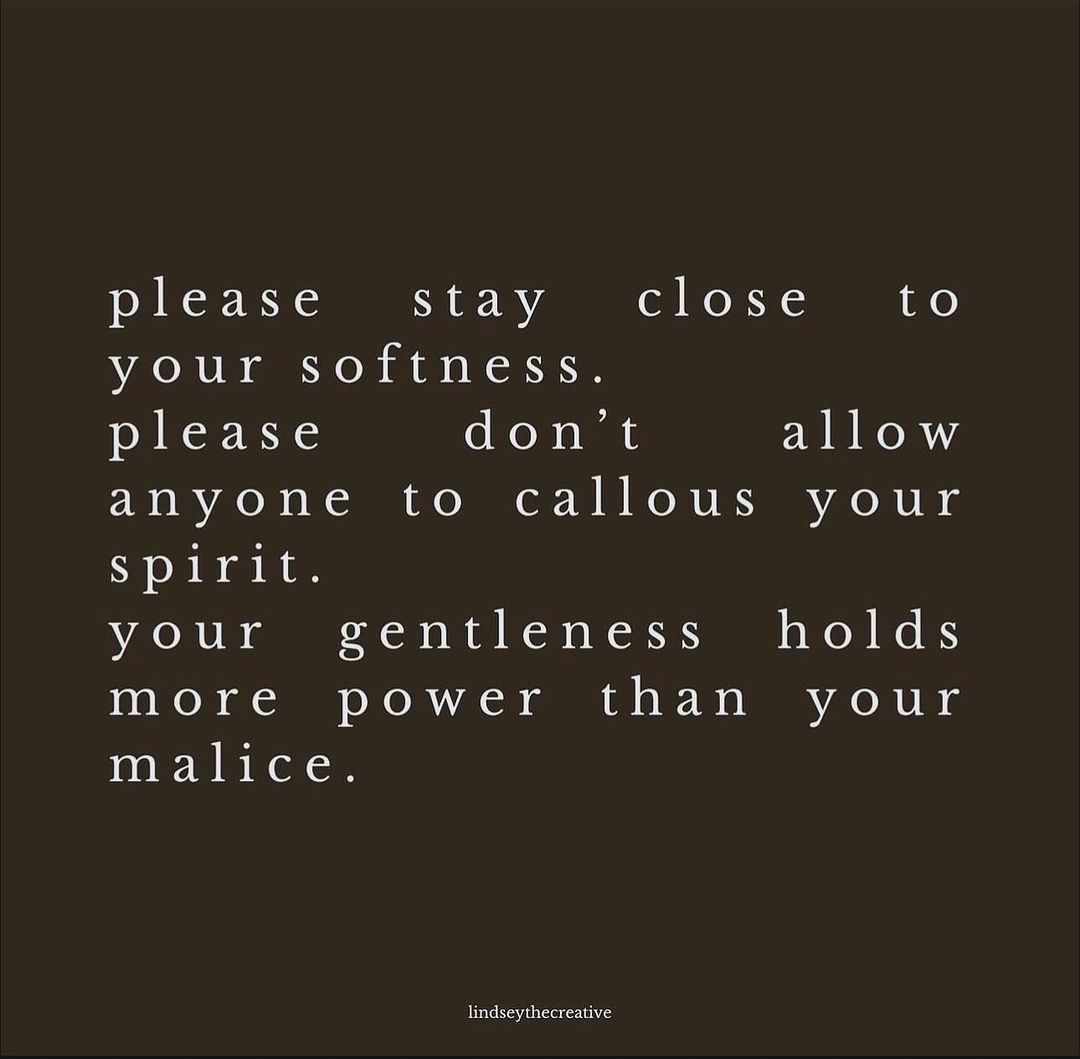 please stay close to
your softness.
please don’t allow
anyone to callous your
spirit.
your gentleness holds
more power than your
malice.
lindseythecreative